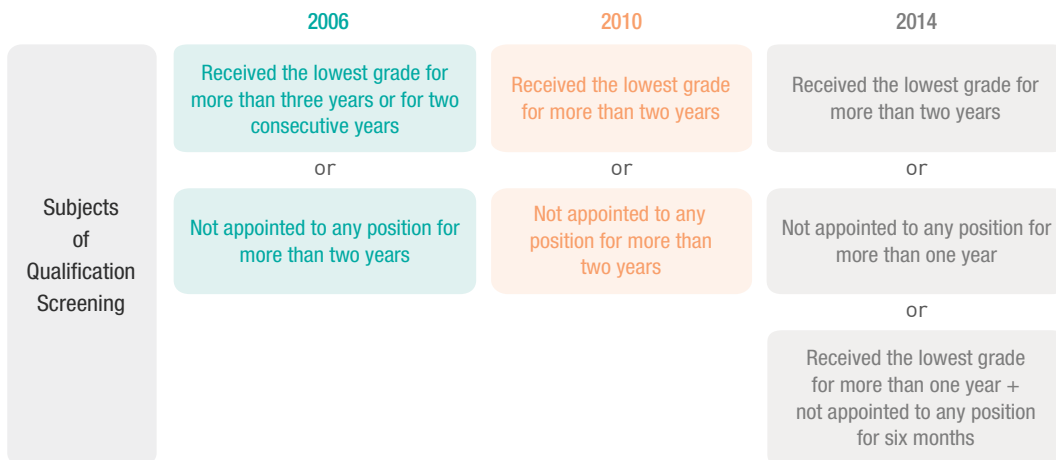 2006
2010
2014
Subjects
of
Qualification
Screening
Received the lowest grade for
more than three years or for two
consecutive years
or
Not appointed to any position for
more than two years
Received the lowest grade
for more than two years
or
Not appointed to any
position for more than
two years
Received the lowest grade for
more than two years
or
Not appointed to any position for
more than one year
or
Received the lowest grade
for more than one year +
not appointed to any position
for six months